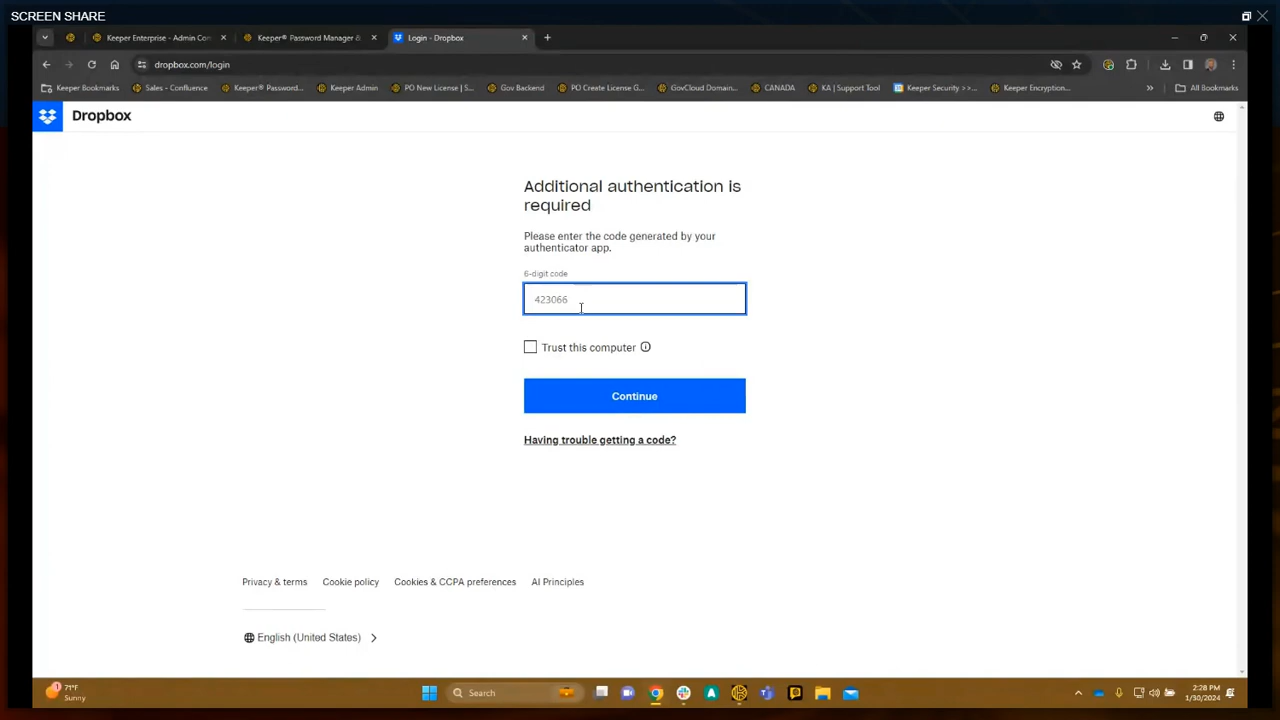 SCREEN SHARE
Keeper Enterprise - Admin Con
Keeper® Password Manager &
Login - Dropbox
dropbox.com/login
Keeper Bookmarks
Sales - Confluence
Keeper® Password...
Keeper Admin
PO New License | S...
Gov Backend
PO Create License G...
GovCloud Domain...
CANADA
KA | Support Tool
Keeper Security >>...
Keeper Encryption...
All Bookmarks
Dropbox
Additional authentication is
required
Please enter the code generated by your
authenticator app.
6-digit code
423066
Trust this computer
Continue
Having trouble getting a code?
Privacy & terms
Cookie policy
Cookies & CCPA preferences
AI Principles
English (United States)
1
71°F
Sunny
Search
2:28 PM
1/30/2024